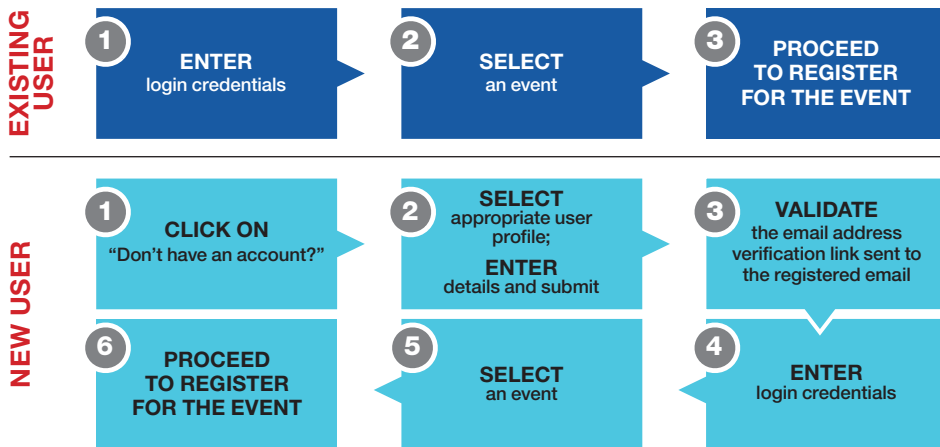 EXISTING
USER
1
ENTER
login credentials
2
SELECT
an event
3
PROCEED
TO REGISTER
FOR THE EVENT
NEW USER
1
CLICK ON
“Don’t have an account?”
2
SELECT
appropriate user
profile;
ENTER
details and submit
3
VALIDATE
the email address
verification link sent to
the registered email
4
ENTER
login credentials
5
SELECT
an event
6
PROCEED
TO REGISTER
FOR THE EVENT